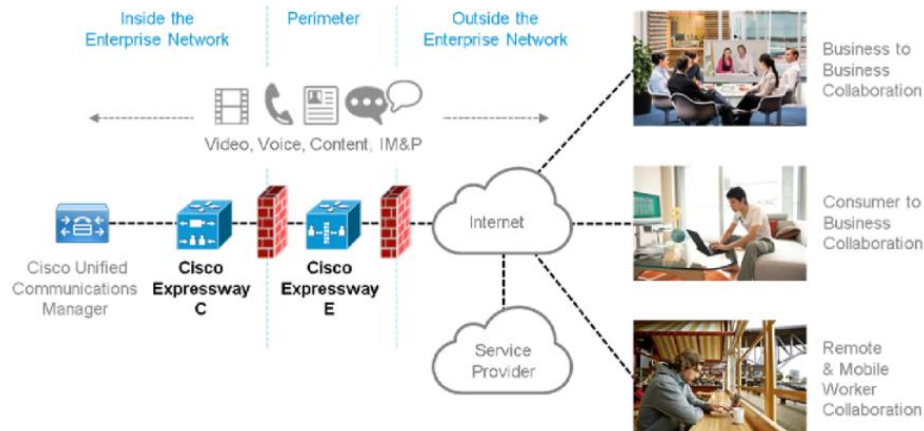 Inside the
Enterprise Network
Perimeter
Outside the
Enterprise Network
Video, Voice, Content, IM&P
Cisco Unified
Communications
Manager
Cisco
Expressway
C
Cisco
Expressway
E
Internet
Service
Provider
Business to
Business
Collaboration
Consumer to
Business
Collaboration
Remote
& Mobile
Worker
Collaboration